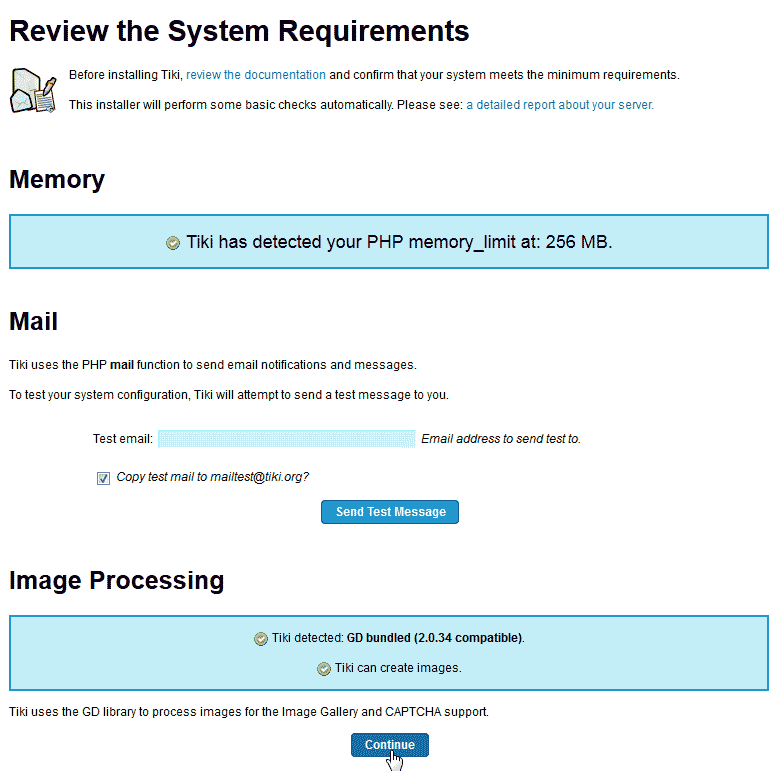 Review the System Requirements
Before installing Tiki, review the documentation and confirm that your system meets the minimum requirements.
This installer will perform some basic checks automatically. Please see: a detailed report about your server.
Memory
Tiki has detected your PHP memory_limit at: 256 MB.
Mail
Tiki uses the PHP mail function to send email notifications and messages.
To test your system configuration, Tiki will attempt to send a test message to you.
Test email: Email address to send test to.
Copy test mail to mailtest@tiki.org?
Send Test Message
Image Processing
Tiki detected: GD bundled (2.0.34 compatible).
Tiki can create images.
Tiki uses the GD library to process images for the Image Gallery and CAPTCHA support.
Continue